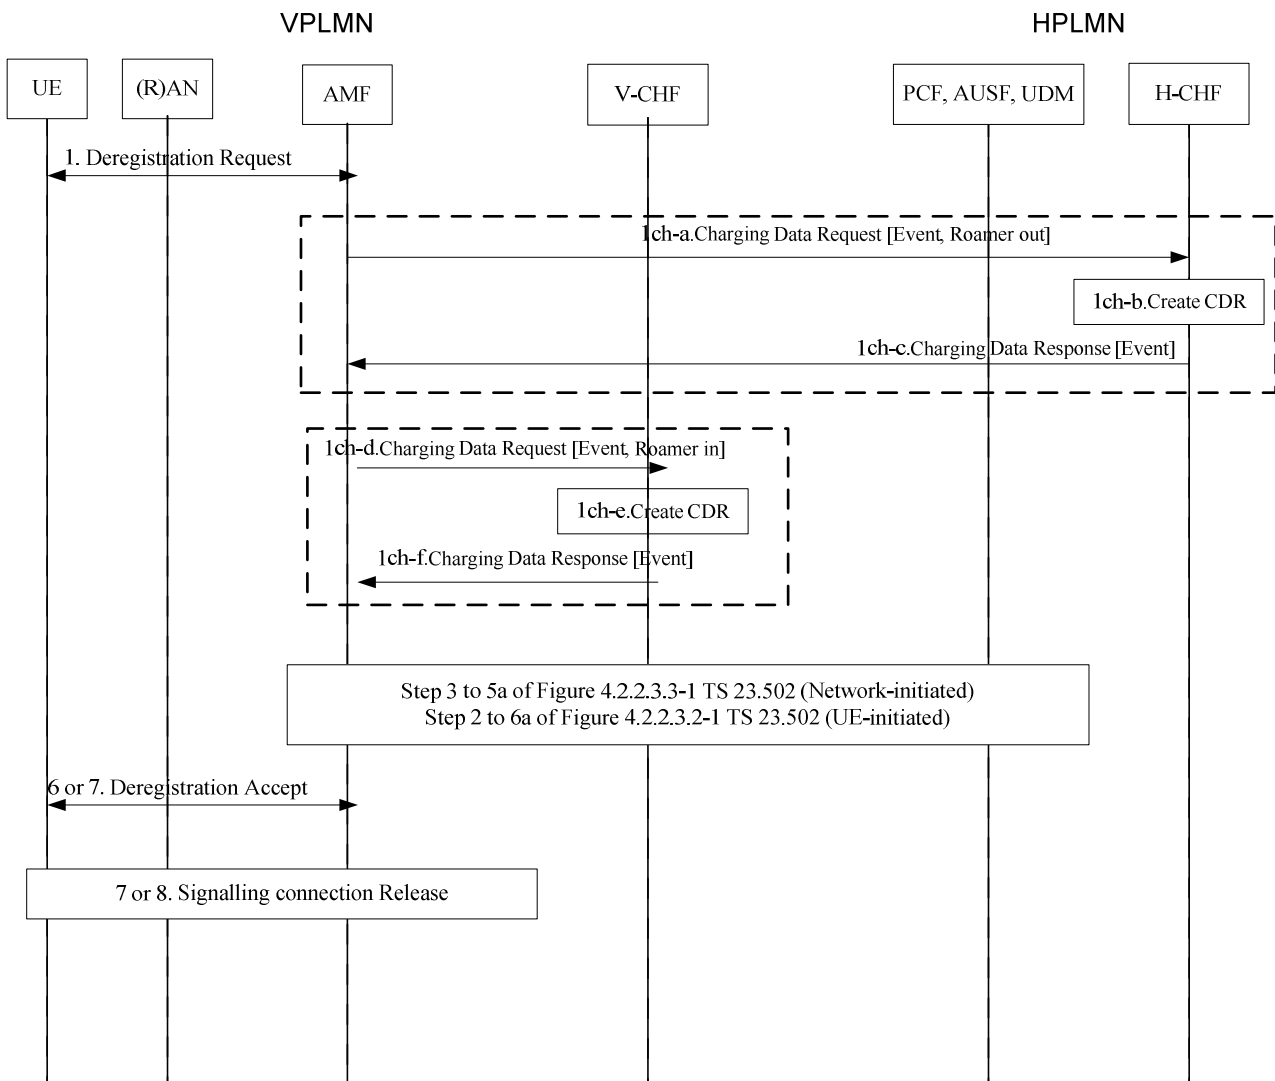 VPLMN
HPLMN
UE
(R)AN
AMF
V-CHF
PCF, AUSF, UDM
H-CHF
1. Deregistration Request
1ch-a.Charging Data Request [Event, Roamer out]
1ch-b.Create CDR
1ch-c.Charging Data Response [Event]
1ch-d.Charging Data Request [Event, Roamer in]
1ch-e.Create CDR
1ch-f.Charging Data Response [Event]
Step 3 to 5a of Figure 4.2.2.3.3-1 TS 23.502 (Network-initiated)
Step 2 to 6a of Figure 4.2.2.3.2-1 TS 23.502 (UE-initiated)
6 or 7. Deregistration Accept
7 or 8. Signalling connection Release